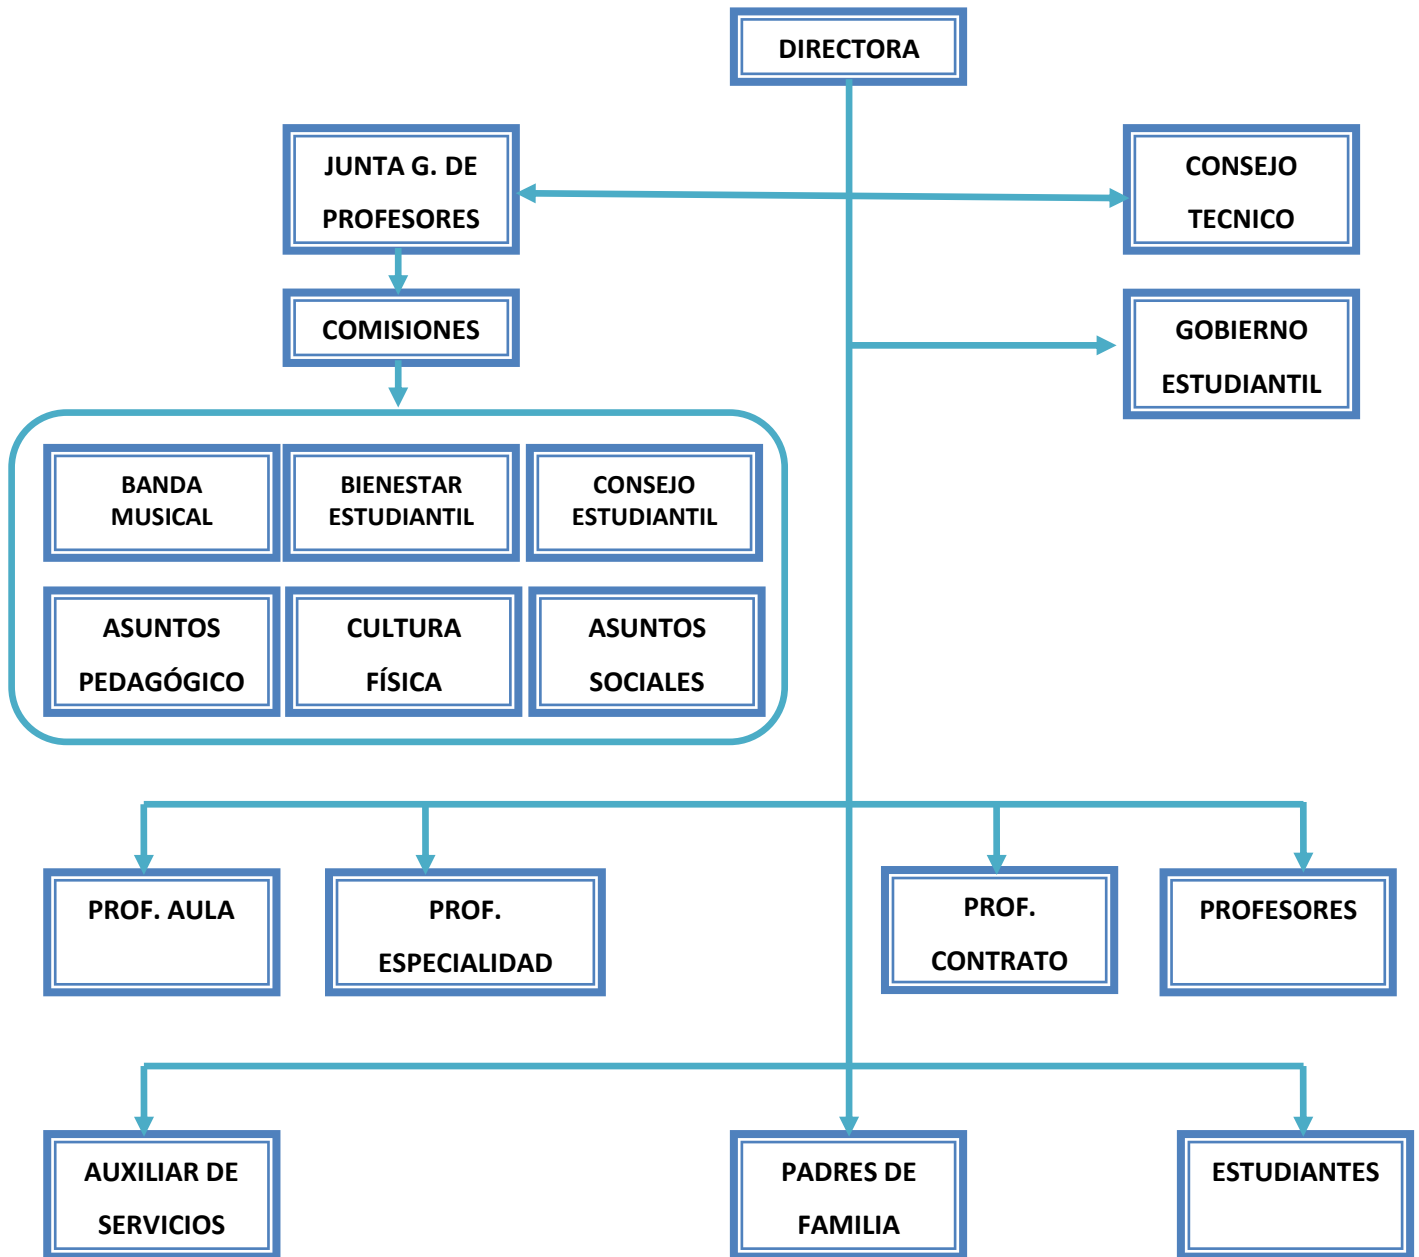 DIRECTORA
JUNTA G. DE
PROFESORES
CONSEJO
TECNICO
COMISIONES
GOBIERNO
ESTUDIANTIL
BANDA
MUSICAL
BIENESTAR
ESTUDIANTIL
CONSEJO
ESTUDIANTIL
ASUNTOS
PEDAGÓGICO
CULTURA
FÍSICA
ASUNTOS
SOCIALES
PROF. AULA
PROF.
ESPECIALIDAD
PROF.
CONTRATO
PROFESORES
AUXILIAR DE
SERVICIOS
PADRES DE
FAMILIA
ESTUDIANTES